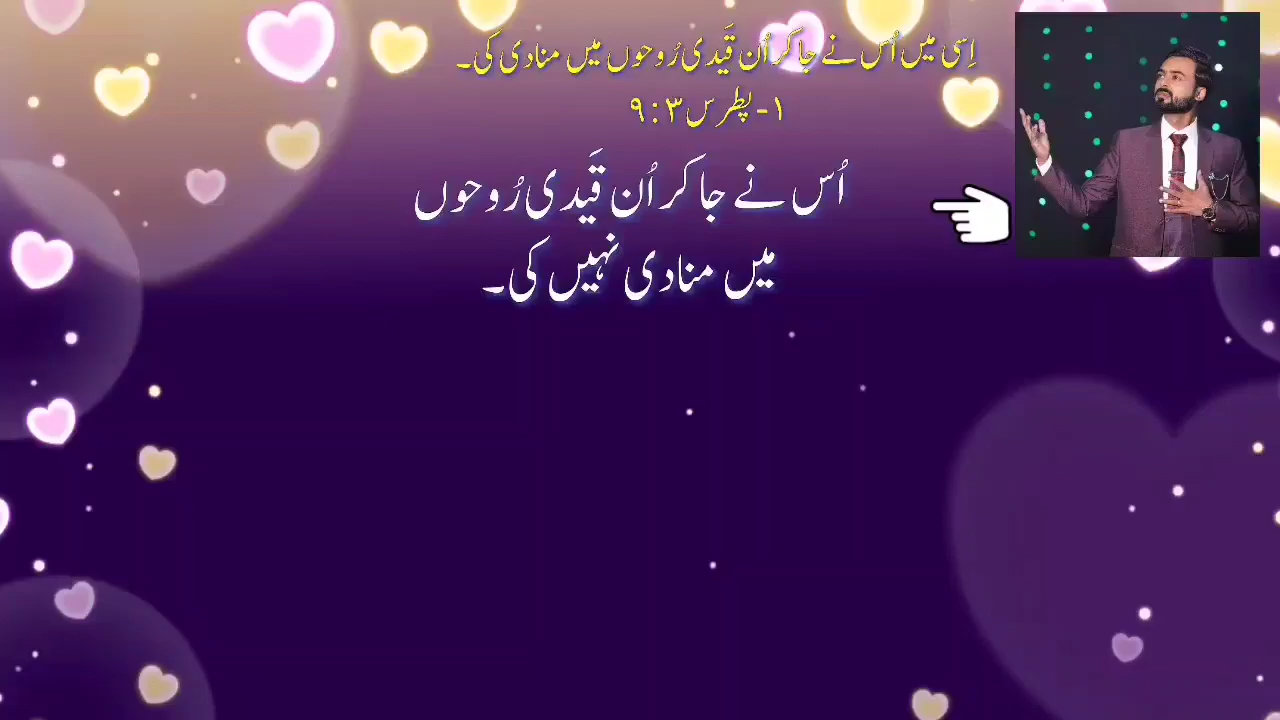 اِسی میں اُس نے جا کر اُن قَیدی رُوحوں میں منادی کی۔
۱- پطرس ۳ : ۹
اُس نے جا کر اُن قَیدی رُوحوں
میں منادی نہیں کی۔